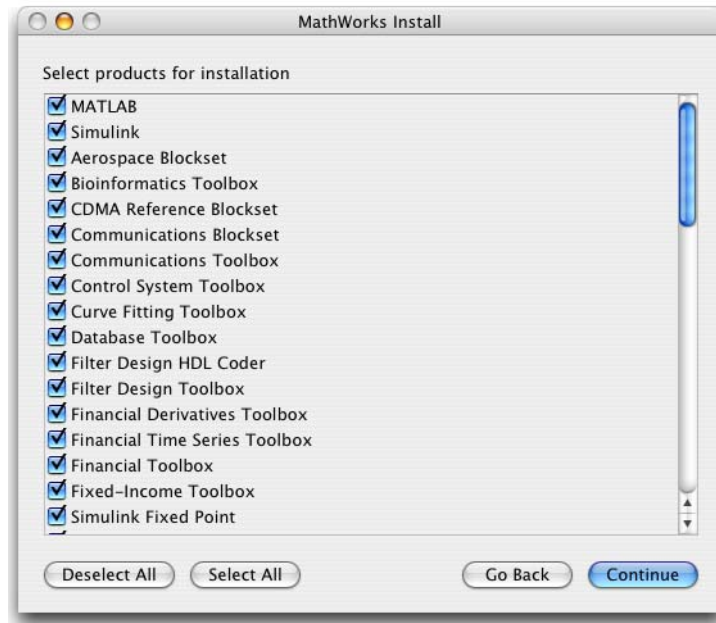 MathWorks Install
Select products for installation
MATLAB
Simulink
Aerospace Blockset
Bioinformatics Toolbox
CDMA Reference Blockset
Communications Blockset
Communications Toolbox
Control System Toolbox
Curve Fitting Toolbox
Database Toolbox
Filter Design HDL Coder
Filter Design Toolbox
Financial Derivatives Toolbox
Financial Time Series Toolbox
Financial Toolbox
Fixed-Income Toolbox
Simulink Fixed Point
Deselect All Select All Go Back Continue